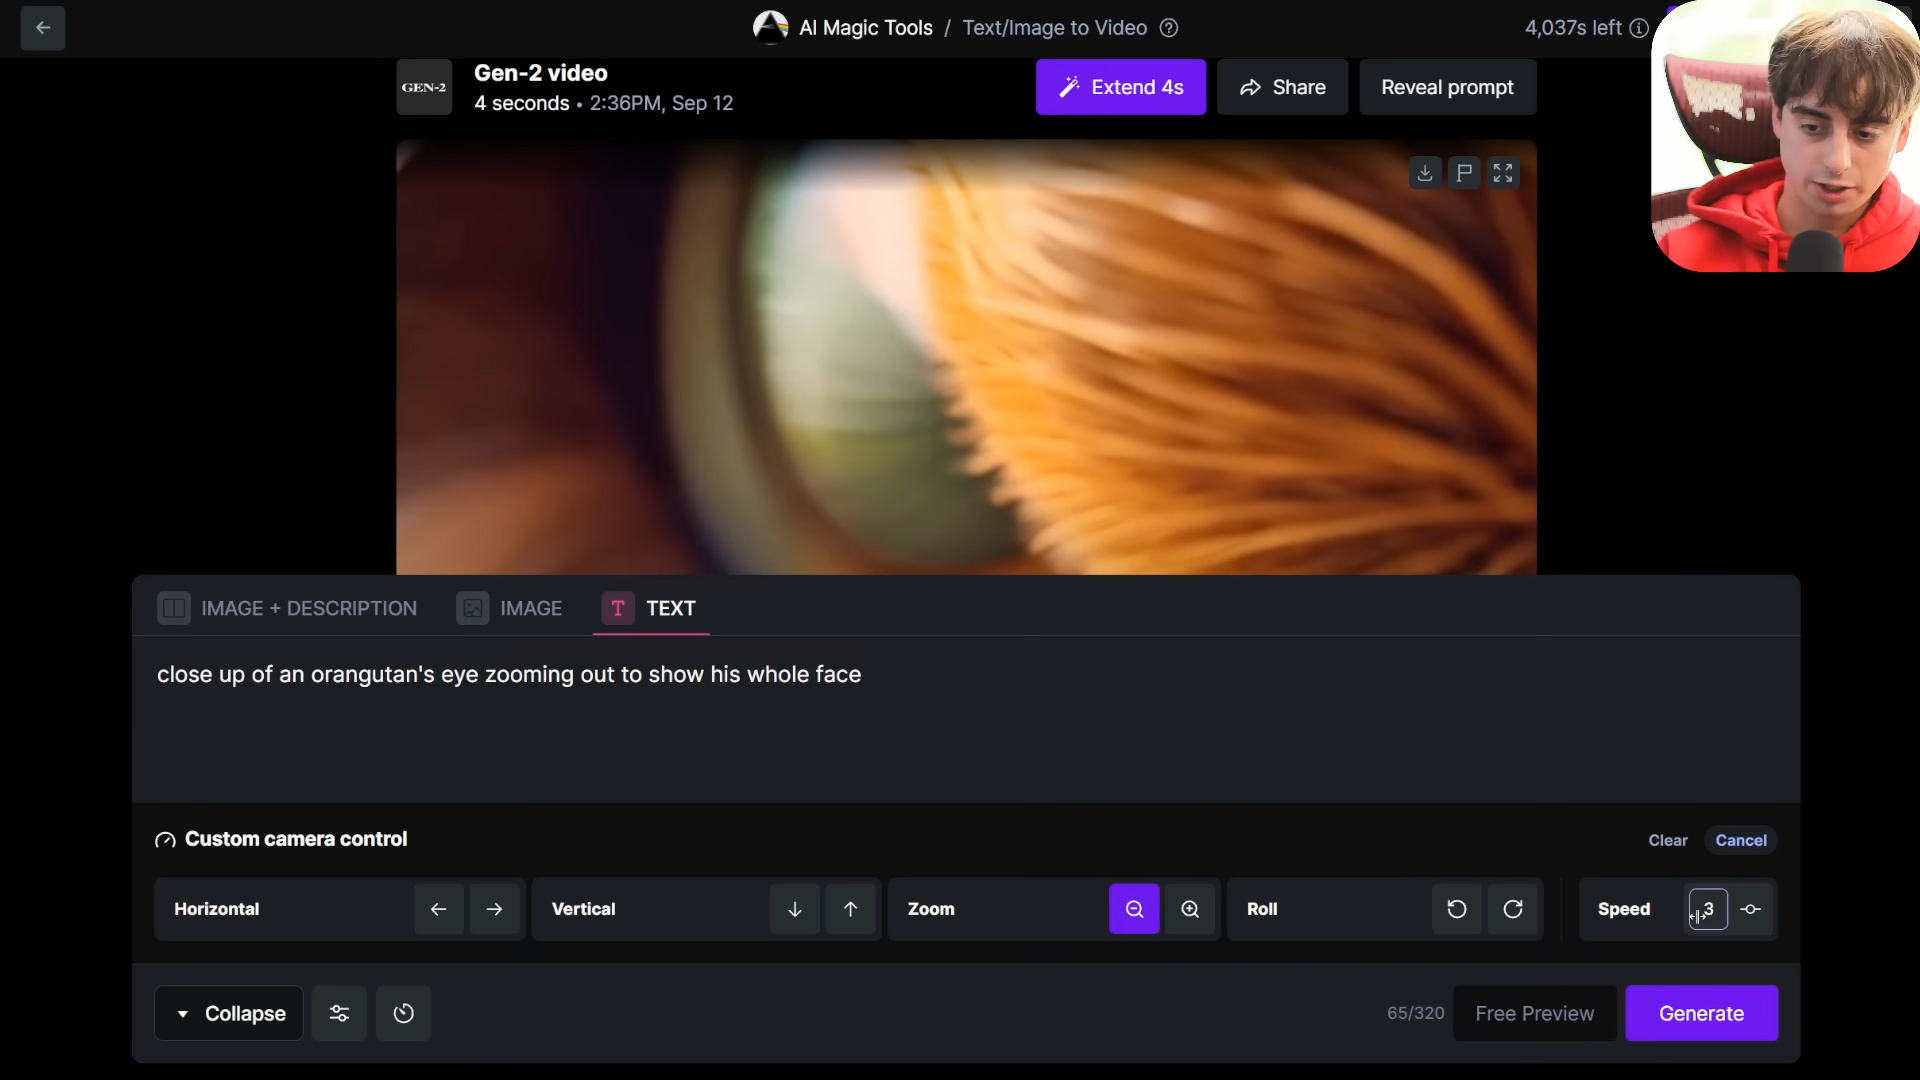 AI Magic Tools / Text/Image to Video
4,037s left
GEN-2
Gen-2 video
4 seconds • 2:36PM, Sep 12
Extend 4s
Share
Reveal prompt
IMAGE + DESCRIPTION
IMAGE
T TEXT
close up of an orangutan's eye zooming out to show his whole face
Custom camera control
Clear
Cancel
Horizontal
Vertical
Zoom
Roll
Speed
3
Collapse
65/320
Free Preview
Generate